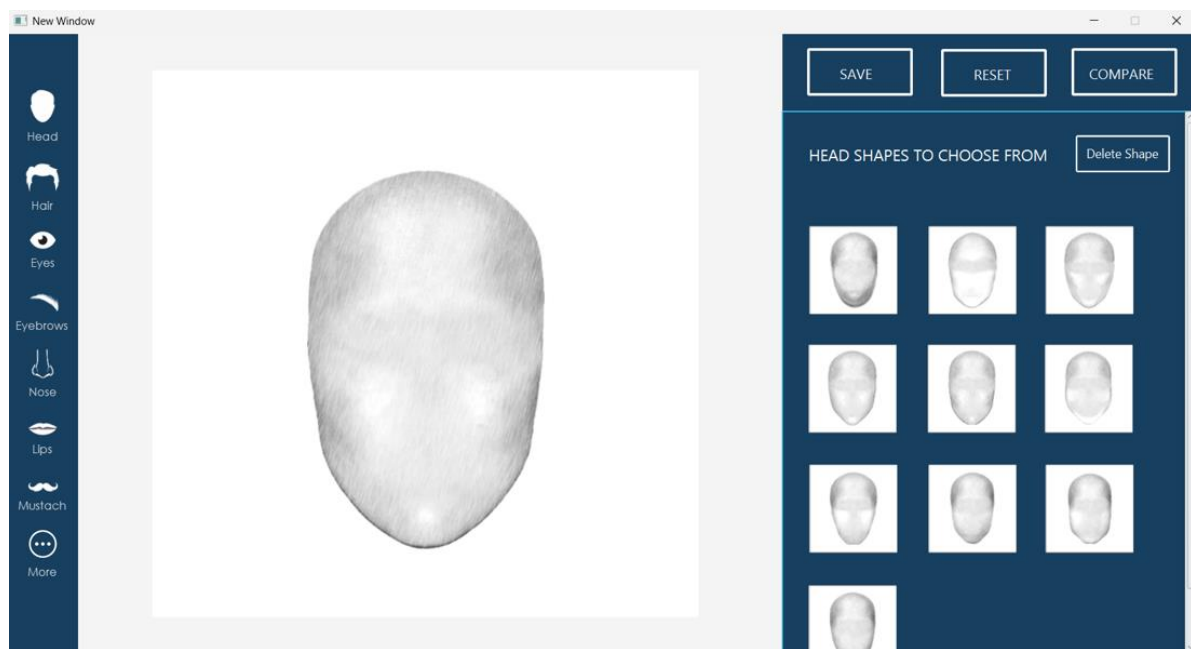 New Window
Head
Hair
Eyes
Eyebrows
Nose
Lips
Mustach
More
SAVE
RESET
COMPARE
HEAD SHAPES TO CHOOSE FROM
Delete Shape